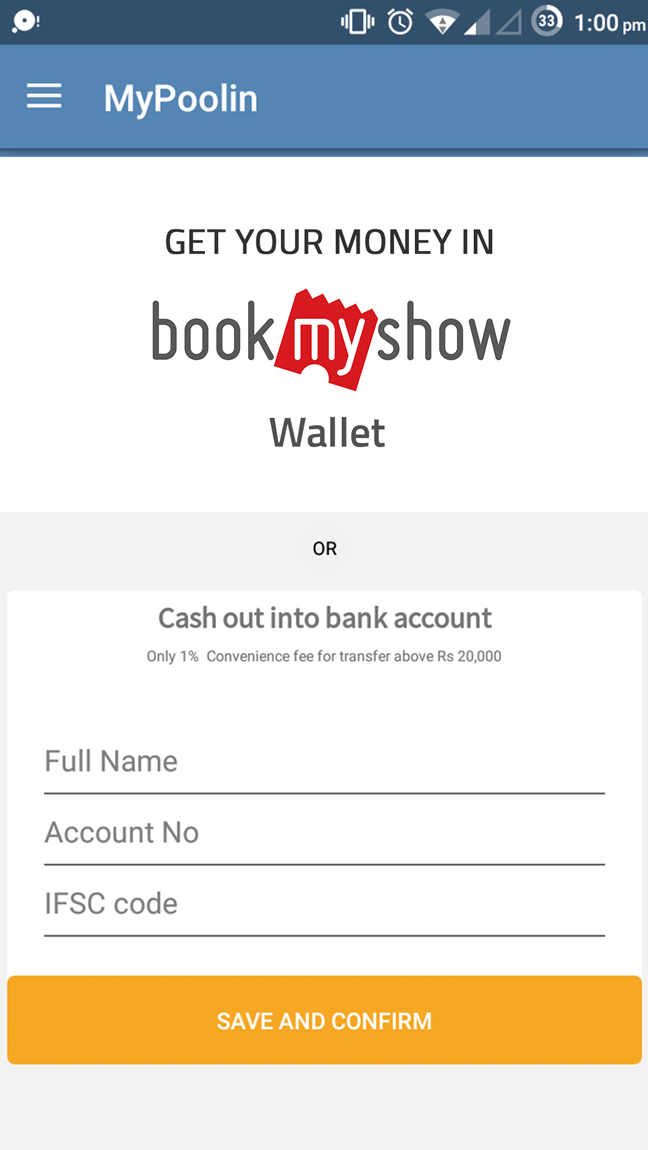 33 1:00 pm
MyPoolin
GET YOUR MONEY IN
bookmyshow
Wallet
OR
Cash out into bank account
Only 1% Convenience fee for transfer above Rs 20,000
Full Name
Account No
IFSC code
SAVE AND CONFIRM